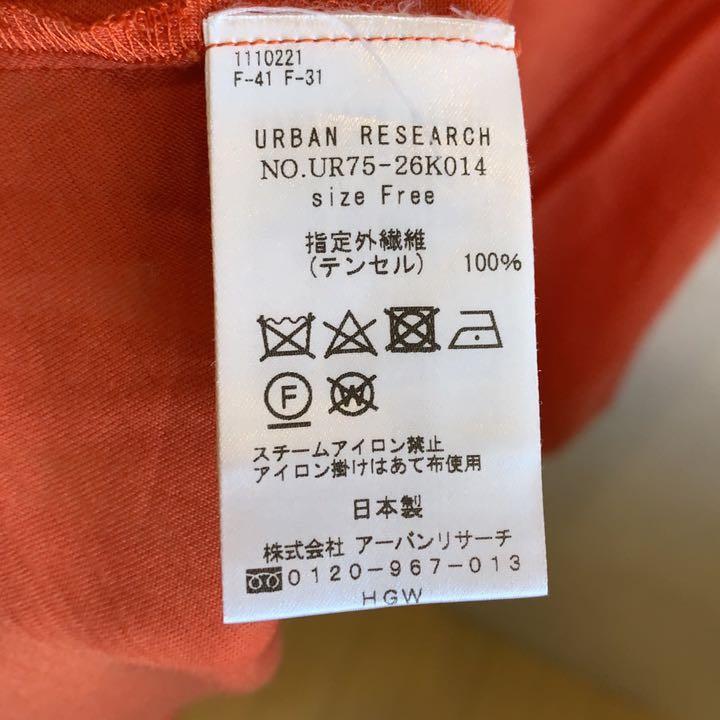 1110221
F-41 F-31
URBAN RESEARCH
NO.UR75-26K014
size Free
指定外繊維
(テンセル) 100%
F W
スチームアイロン禁止
アイロン掛けはあて布使用
日本製
株式会社 アーバンリサーチ
0120-967-013
HGW